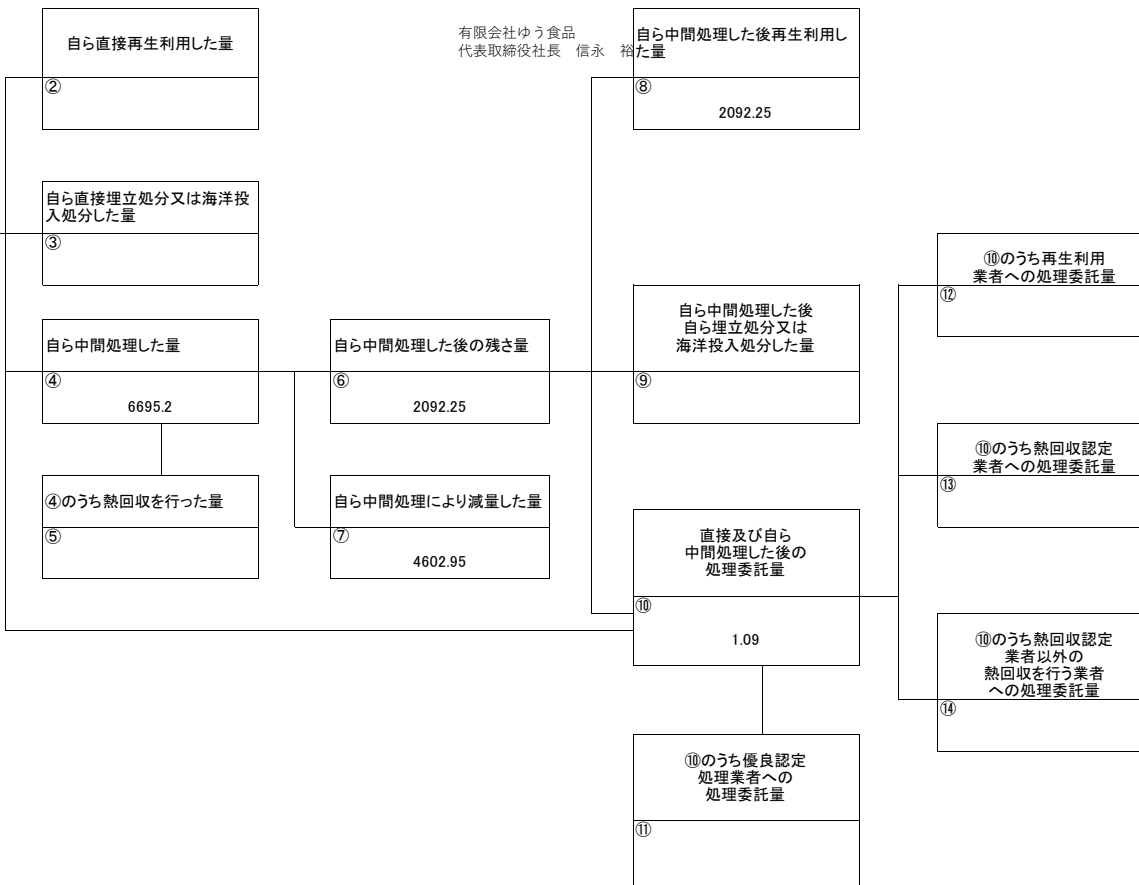 自ら直接再生利用した量
②
有限会社ゆう食品
代表取締役社長　信永　裕
自ら中間処理した後再生利用し
た量
⑧
2092.25
自ら直接埋立処分又は海洋投
入処分した量
③
自ら中間処理した量
④
6695.2
自ら中間処理した後の残さ量
⑥
2092.25
自ら中間処理した後
自ら埋立処分又は
海洋投入処分した量
⑨
⑩のうち再生利用
業者への処理委託量
⑫
④のうち熱回収を行った量
⑤
自ら中間処理により減量した量
⑦
4602.95
直接及び自ら
中間処理した後の
処理委託量
⑩
1.09
⑩のうち熱回収認定
業者への処理委託量
⑬
⑩のうち熱回収認定
業者以外の
熱回収を行う業者
への処理委託量
⑭
⑩のうち優良認定
処理業者への
処理委託量
⑪